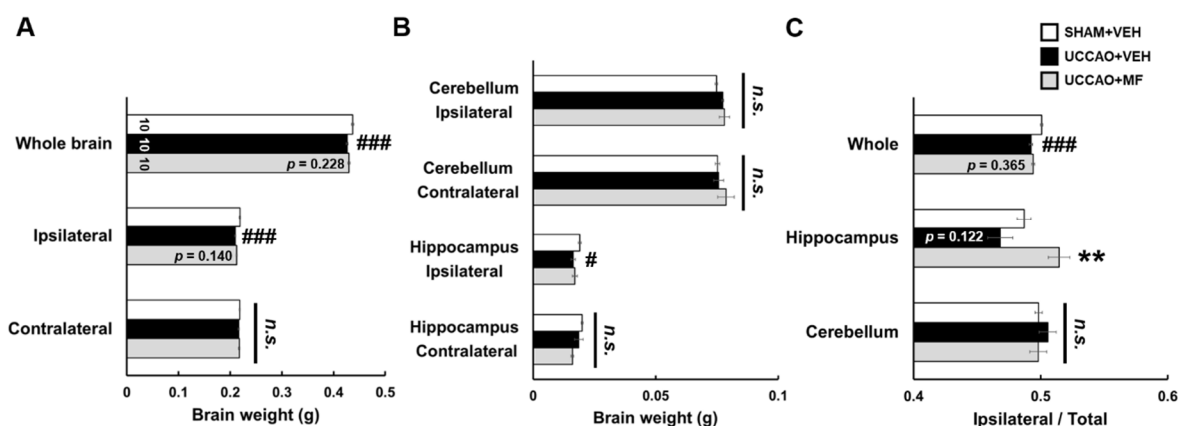 A
Whole brain
10
10
10
###
p = 0.228
Ipsilateral
###
p = 0.140
Contralateral
n.s.
0
0.1
0.2
0.3
0.4
0.5
Brain weight (g)
B
Cerebellum
Ipsilateral
n.s.
Cerebellum
Contralateral
n.s.
Hippocampus
Ipsilateral
#
Hippocampus
Contralateral
n.s.
0
0.05
0.1
Brain weight (g)
C
SHAM+VEH
UCCAO+VEH
UCCAO+MF
Whole
###
p = 0.365
Hippocampus
p = 0.122
**
Cerebellum
n.s.
0.4
0.5
0.6
Ipsilateral / Total